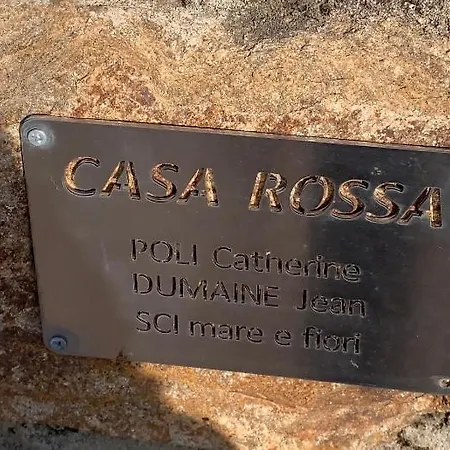 CASA ROSSA
POLI Catherine
DUMAINE Jean
SCI mare e fiori